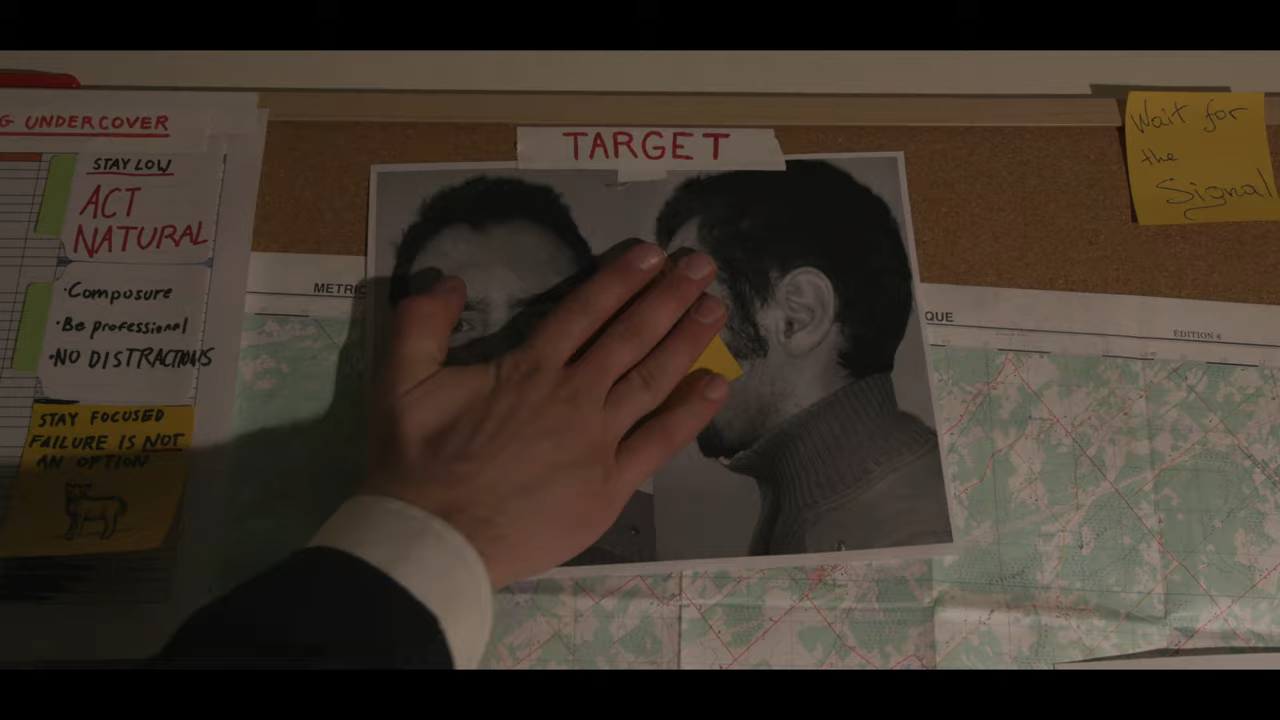 G UNDERCOVER
STAY LOW
ACT
NATURAL
·Composure
·Be professional
·NO DISTRACTIONS
STAY FOCUSED
FAILURE IS NOT
AN OPTION
TARGET
METRIC
QUE
ÉDITION 6
Wait for
the
Signal